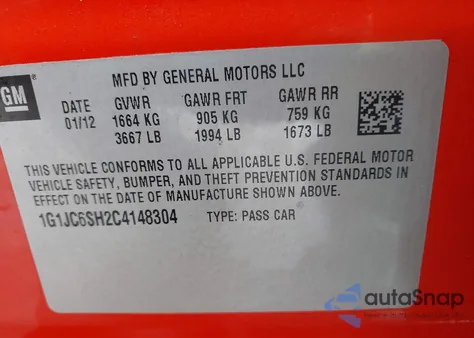 GM
MFD BY GENERAL MOTORS LLC
DATE GVWR GAWR FRT GAWR RR
01/12 1664 KG 905 KG 759 KG
3667 LB 1994 LB 1673 LB
THIS VEHICLE CONFORMS TO ALL APPLICABLE U.S. FEDERAL MOTOR
VEHICLE SAFETY, BUMPER, AND THEFT PREVENTION STANDARDS
IN EFFECT ON THE DATE OF MANUFACTURE SHOWN ABOVE.
1G1JC6SH2C4148304 TYPE: PASS CAR
autoSnap